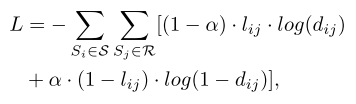 L = − ∑_{S_i∈𝒮} ∑_{S_j∈ℛ} [(1 − α) · l_{ij} · log(d_{ij})
+ α · (1 − l_{ij}) · log(1 − d_{ij})],